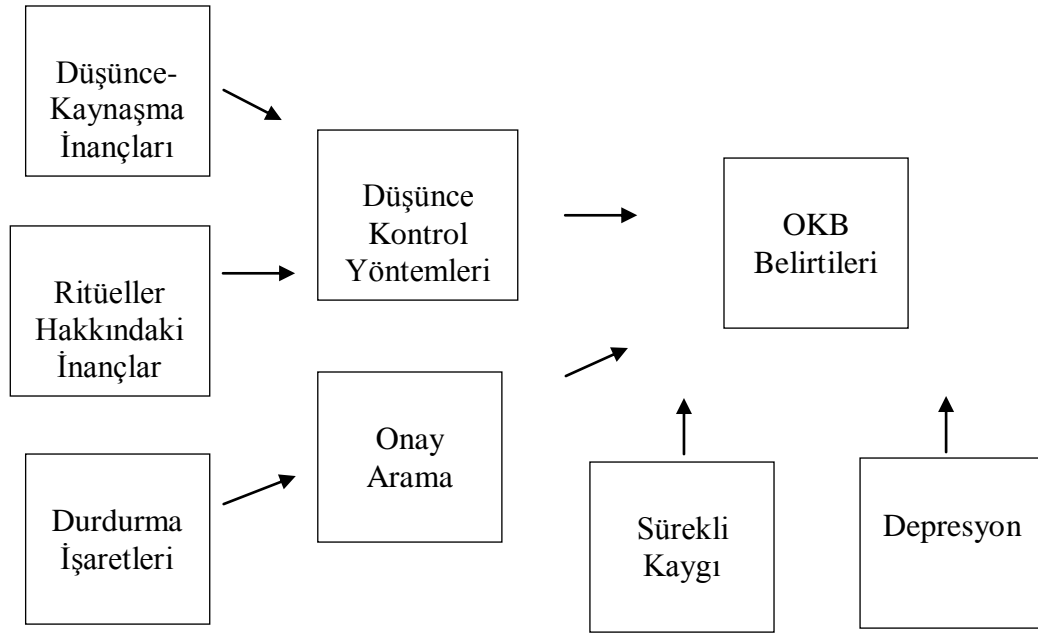 Düşünce-
Kaynaşma
İnançları
Düşünce
Kontrol
Yöntemleri
OKB
Belirtileri
Ritüeller
Hakkındaki
İnançlar
Onay
Arama
Durdurma
İşaretleri
Sürekli
Kaygı
Depresyon